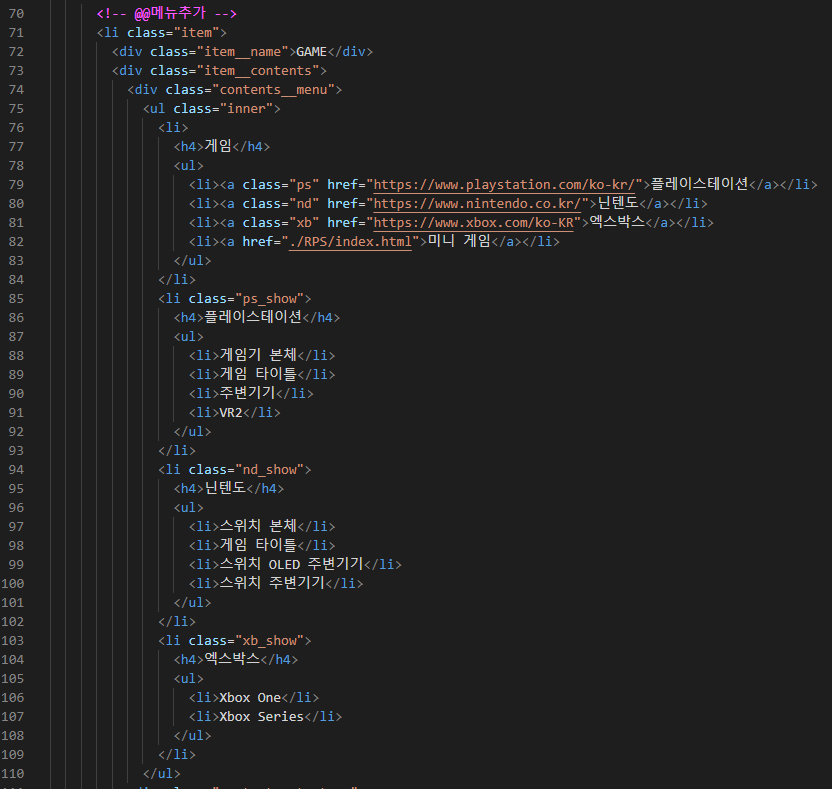 70 <!-- @@메뉴추가 -->
71 <li class="item">
72 <div class="item__name">GAME</div>
73 <div class="item__contents">
74 <div class="contents__menu">
75 <ul class="inner">
76 <li>
77 <h4>게임</h4>
78 <ul>
79 <li><a class="ps" href="https://www.playstation.com/ko-kr/">플레이스테이션</a></li>
80 <li><a class="nd" href="https://www.nintendo.co.kr/">닌텐도</a></li>
81 <li><a class="xb" href="https://www.xbox.com/ko-KR">엑스박스</a></li>
82 <li><a href="./RPS/index.html">미니 게임</a></li>
83 </ul>
84 </li>
85 <li class="ps_show">
86 <h4>플레이스테이션</h4>
87 <ul>
88 <li>게임기 본체</li>
89 <li>게임 타이틀</li>
90 <li>주변기기</li>
91 <li>VR2</li>
92 </ul>
93 </li>
94 <li class="nd_show">
95 <h4>닌텐도</h4>
96 <ul>
97 <li>스위치 본체</li>
98 <li>게임 타이틀</li>
99 <li>스위치 OLED 주변기기</li>
100 <li>스위치 주변기기</li>
101 </ul>
102 </li>
103 <li class="xb_show">
104 <h4>엑스박스</h4>
105 <ul>
106 <li>Xbox One</li>
107 <li>Xbox Series</li>
108 </ul>
109 </li>
110 </ul>